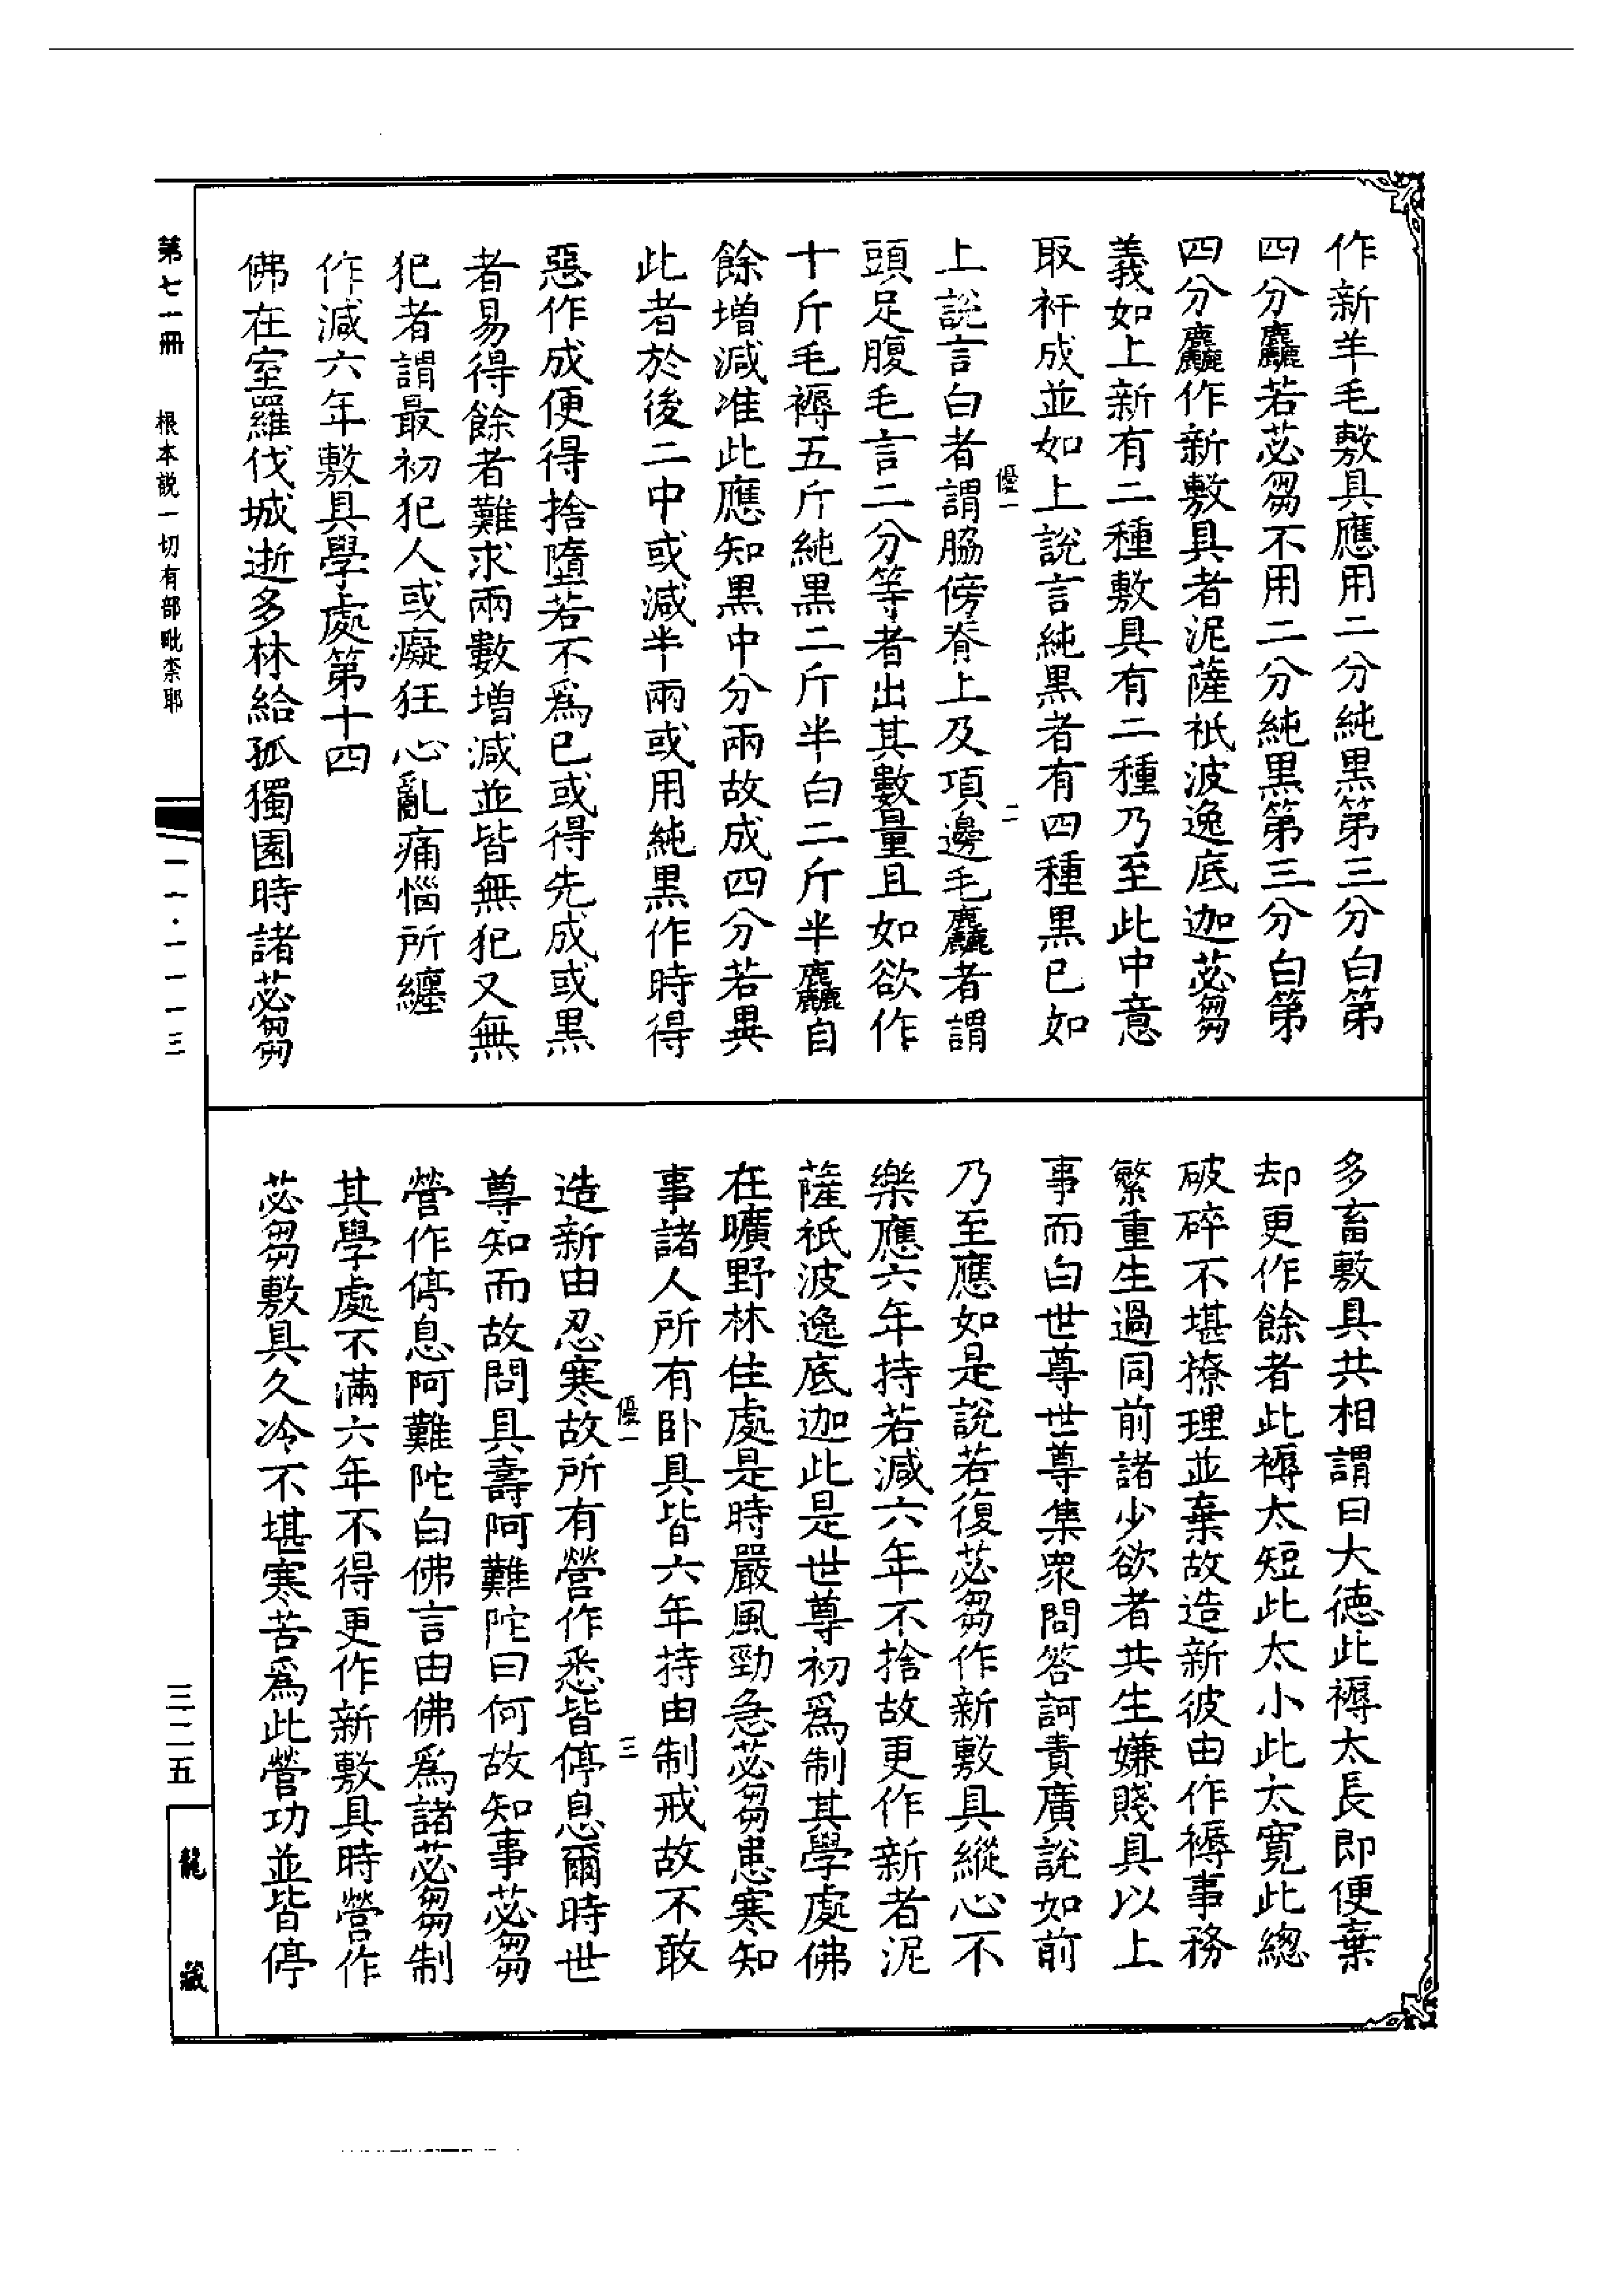 作新羊毛敷具應用二分純黑第三分白第
四分麤若苾芻不用二分純黑第三分白第
四分麤作新敷具者泥薩祇波逸底迦苾芻
義如上新有二種敷具有二種乃至此中意
取衦成並如上說言純黑者有四種黑已如
優一
二
上說言白者謂脇傍脊上及項邊毛麤者謂
頭足腹毛言二分等者出其數量且如欲作
十斤毛褥五斤純黑二斤半白二斤半麤自
餘增減准此應知黑中分兩故成四分若異
此者於後二中或減半兩或用純黑作時得
惡作成便得捨墮若不爲已或得先成或黑
者易得餘者難求兩數增減並皆無犯又無
犯者謂最初犯人或癡狂心亂痛惱所纏
作減六年敷具學處第十四
佛在室羅伐城逝多林給孤獨園時諸苾芻
多畜敷具共相謂曰大德此褥太長即便棄
却更作餘者此褥太短此太小此太寬此總
破碎不堪撩理並棄故造新彼由作褥事務
繁重生過同前諸少欲者共生嫌賤具以上
事而白世尊世尊集衆問答訶責廣說如前
乃至應如是說若復苾芻作新敷具縱心不
樂應六年持若減六年不捨故更作新者泥
薩祇波逸底迦此是世尊初爲制其學處佛
在曠野林住處是時嚴風勁急苾芻患寒知
事諸人所有卧具皆六年持由制戒故不敢
優一
三
造新由忍寒故所有營作悉皆停息爾時世
尊知而故問具壽阿難陀曰何故知事苾芻
營作停息阿難陀白佛言由佛爲諸苾芻制
其學處不滿六年不得更作新敷具時營作
苾芻敷具久冷不堪寒苦爲此營功並皆停
第七一冊
根本説一切有部毗柰耶
一一·一一一三
三二五
龍藏